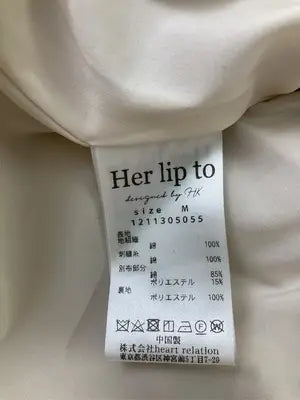 Her lip to
designed by HK
size M
1211305055
表地
地組織
綿 100%
刺繍糸
綿 100%
別布部分
綿 85%
ポリエステル 15%
裏地
ポリエステル 100%
中国製
株式会社heart relation
東京都渋谷区神宮前5丁目7-20